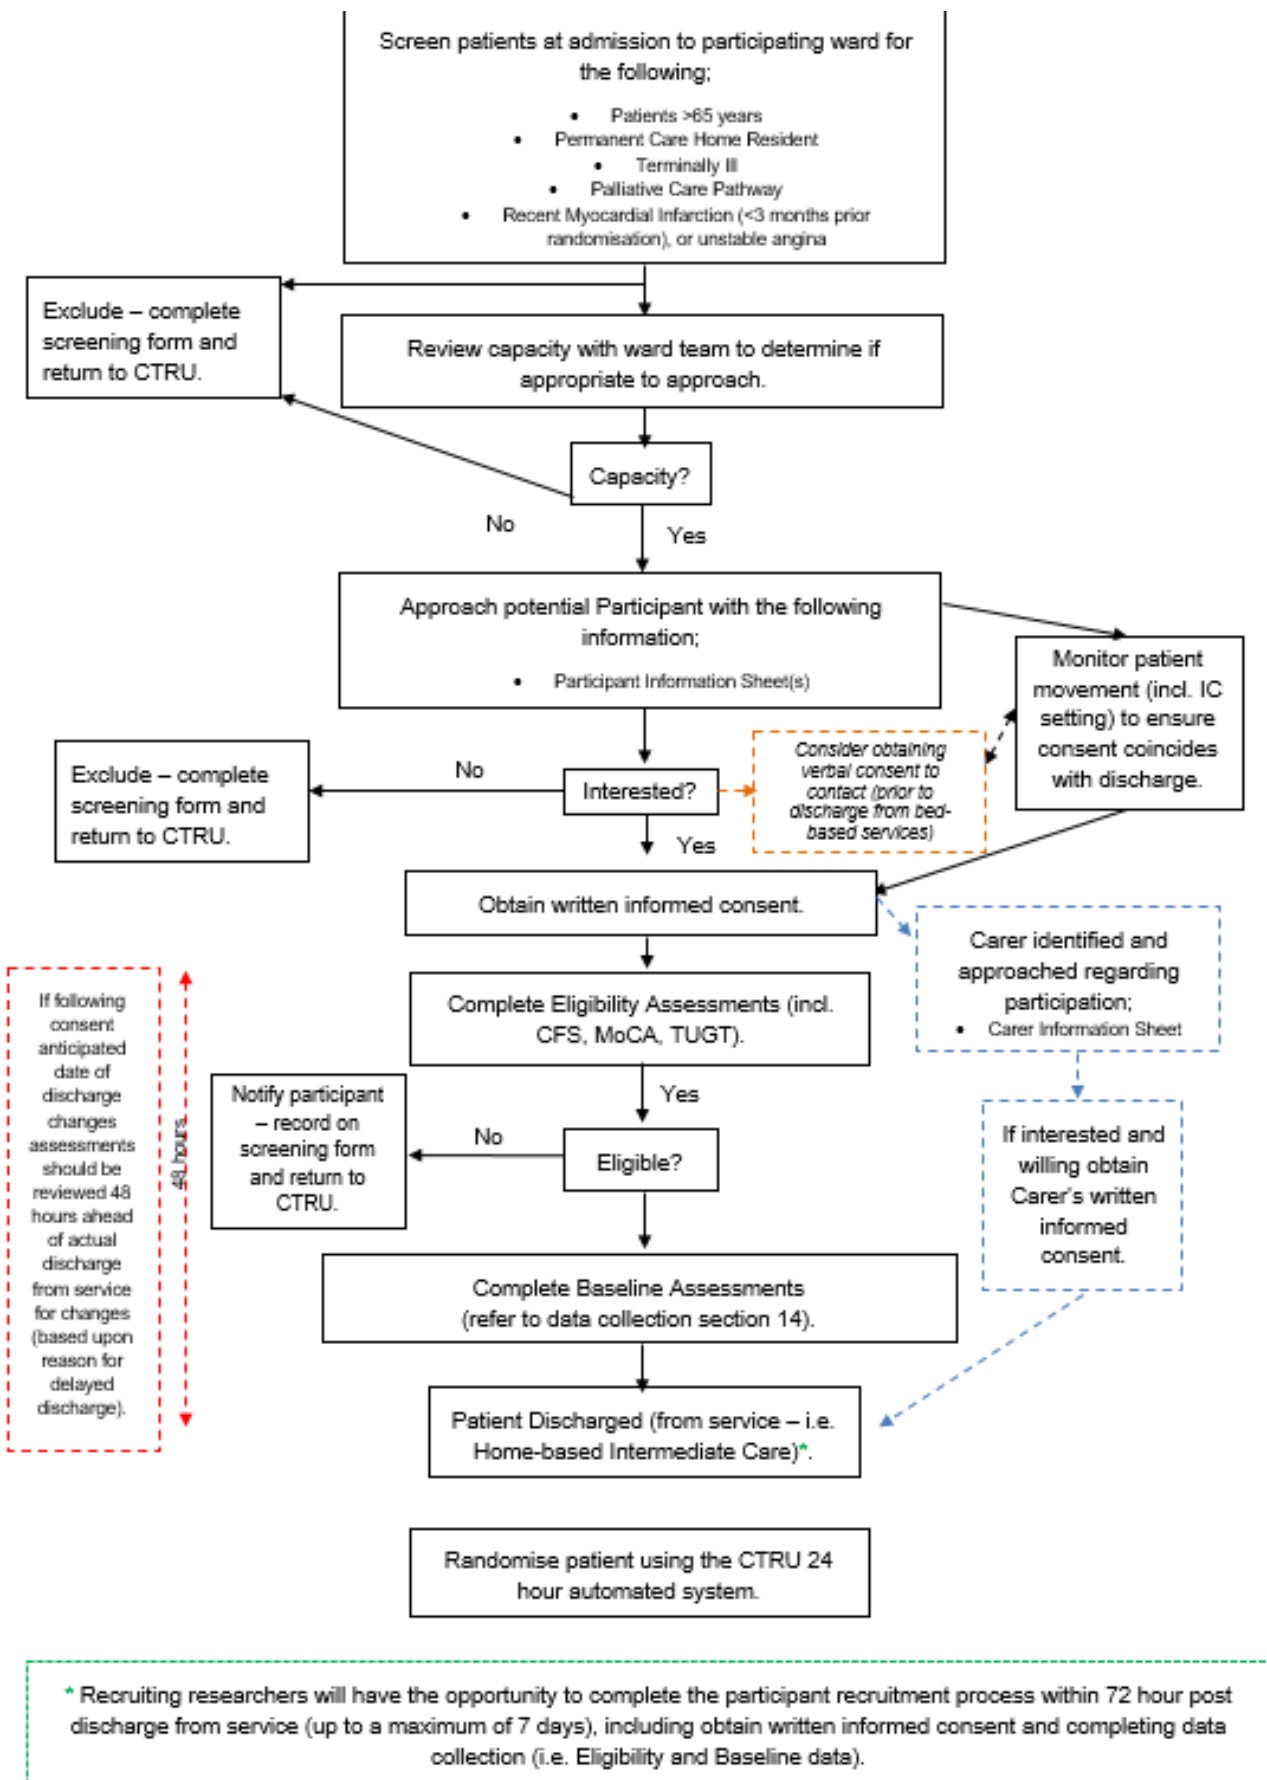 Screen patients at admission to participating ward for
the following;
• Patients >65 years
• Permanent Care Home Resident
• Terminally Ill
• Palliative Care Pathway
• Recent Myocardial Infarction (<3 months prior
randomisation), or unstable angina
Exclude – complete
screening form and
return to CTRU.
Review capacity with ward team to determine if
appropriate to approach.
Capacity?
No
Yes
Approach potential Participant with the following
information;
• Participant Information Sheet(s)
Monitor patient
movement (incl. IC
setting) to ensure
consent coincides
with discharge.
Exclude – complete
screening form and
return to CTRU.
No
Interested?
Consider obtaining
verbal consent to
contact (prior to
discharge from bed-
based services)
Yes
Obtain written informed consent.
Carer identified and
approached regarding
participation;
• Carer Information Sheet
If following
consent
anticipated
date of
discharge
changes
assessments
should be
reviewed 48
hours ahead
of actual
discharge
from service
for changes
(based upon
reason for
delayed
discharge).
48 hours
Complete Eligibility Assessments (incl.
CFS, MoCA, TUGT).
Yes
Notify participant
– record on
screening form
and return to
CTRU.
No
Eligible?
If interested and
willing obtain
Carer's written
informed
consent.
Complete Baseline Assessments
(refer to data collection section 14).
Patient Discharged (from service – i.e.
Home-based Intermediate Care)*.
Randomise patient using the CTRU 24
hour automated system.
* Recruiting researchers will have the opportunity to complete the participant recruitment process within 72 hour post
discharge from service (up to a maximum of 7 days), including obtain written informed consent and completing data
collection (i.e. Eligibility and Baseline data).